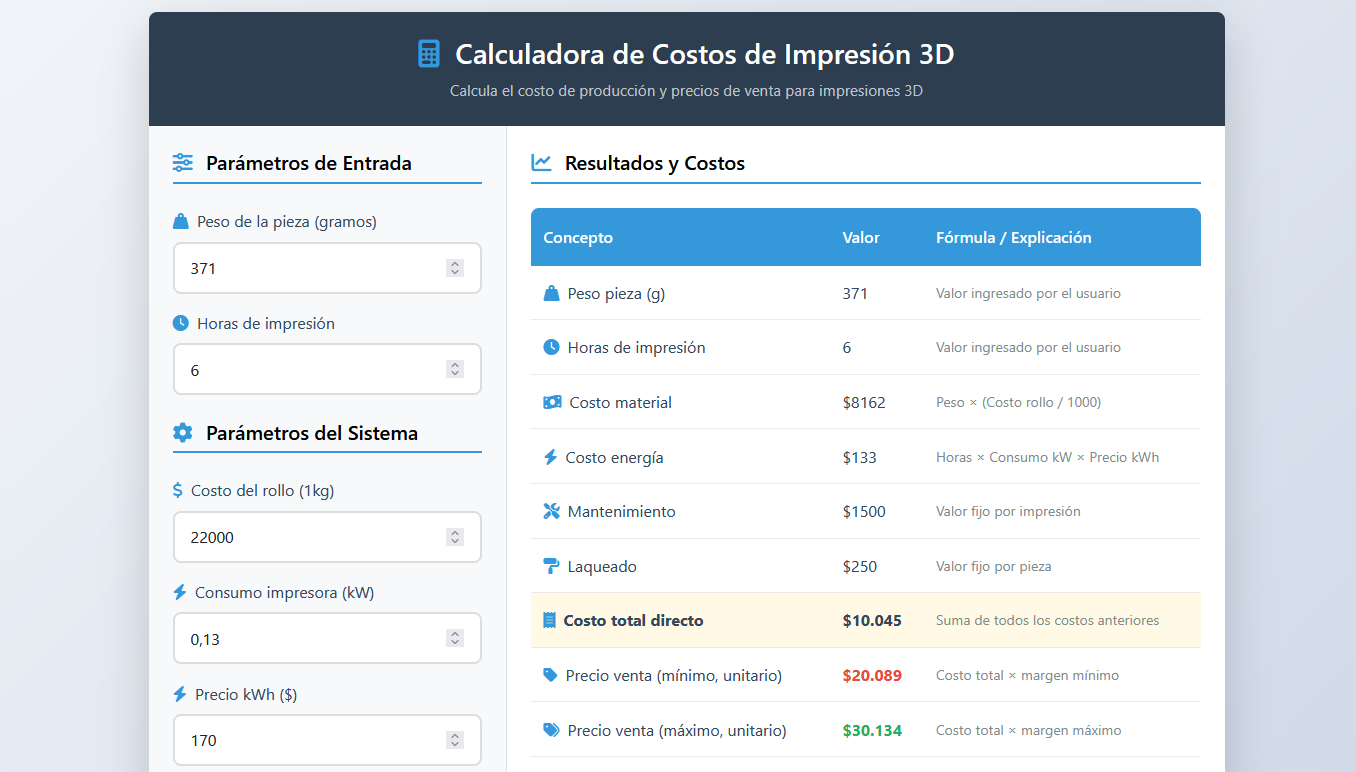 Calculadora de Costos de Impresión 3D
Calcula el costo de producción y precios de venta para impresiones 3D
Parámetros de Entrada
Peso de la pieza (gramos)
371
Horas de impresión
6
Parámetros del Sistema
Costo del rollo (1kg)
22000
Consumo impresora (kW)
0,13
Precio kWh ($)
170
Resultados y Costos
Concepto Valor Fórmula / Explicación
Peso pieza (g) 371 Valor ingresado por el usuario
Horas de impresión 6 Valor ingresado por el usuario
Costo material $8162 Peso × (Costo rollo / 1000)
Costo energía $133 Horas × Consumo kW × Precio kWh
Mantenimiento $1500 Valor fijo por impresión
Laqueado $250 Valor fijo por pieza
Costo total directo $10.045 Suma de todos los costos anteriores
Precio venta (mínimo, unitario) $20.089 Costo total × margen mínimo
Precio venta (máximo, unitario) $30.134 Costo total × margen máximo